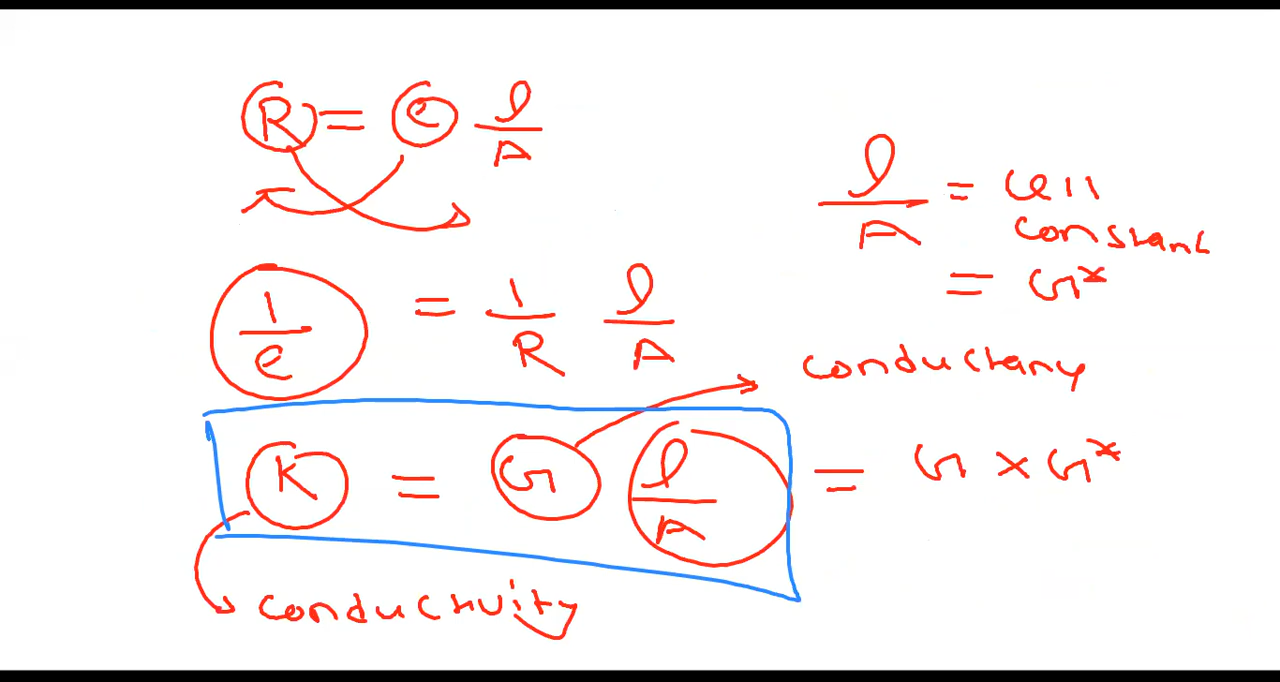 R = ρ l/A
l/A = cell
constant
= G*
1/ρ = 1/R l/A
conductany
K = G l/A = G × G*
conductivity